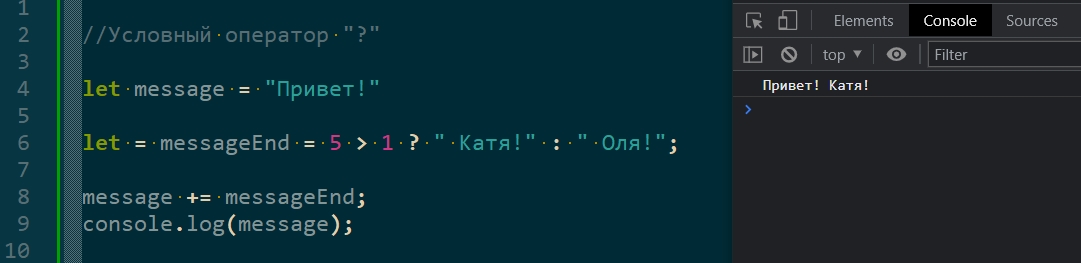 1
2 //Условный оператор "?"
3
4 let message = "Привет!"
5
6 let = messageEnd = 5 > 1 ? " Катя!" : " Оля!";
7
8 message += messageEnd;
9 console.log(message);
10
Elements Console Sources
top ▼ Filter
Привет! Катя!
>